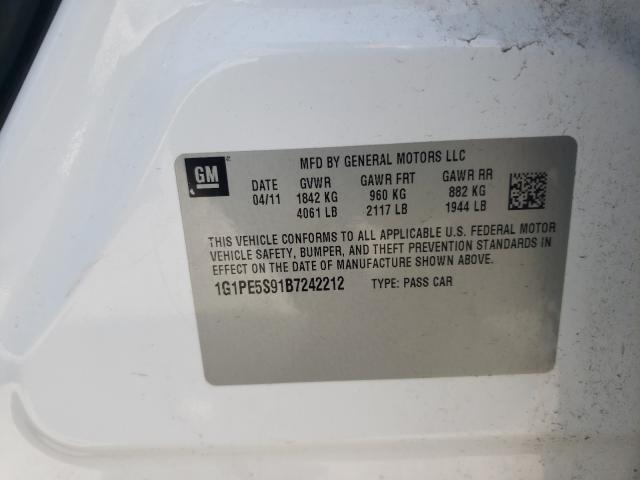 GM
MFD BY GENERAL MOTORS LLC
DATE GVWR GAWR FRT GAWR RR
04/11 1842 KG 960 KG 882 KG
4061 LB 2117 LB 1944 LB
THIS VEHICLE CONFORMS TO ALL APPLICABLE U.S. FEDERAL MOTOR
VEHICLE SAFETY, BUMPER, AND THEFT PREVENTION STANDARDS IN
EFFECT ON THE DATE OF MANUFACTURE SHOWN ABOVE.
1G1PE5S91B7242212 TYPE: PASS CAR